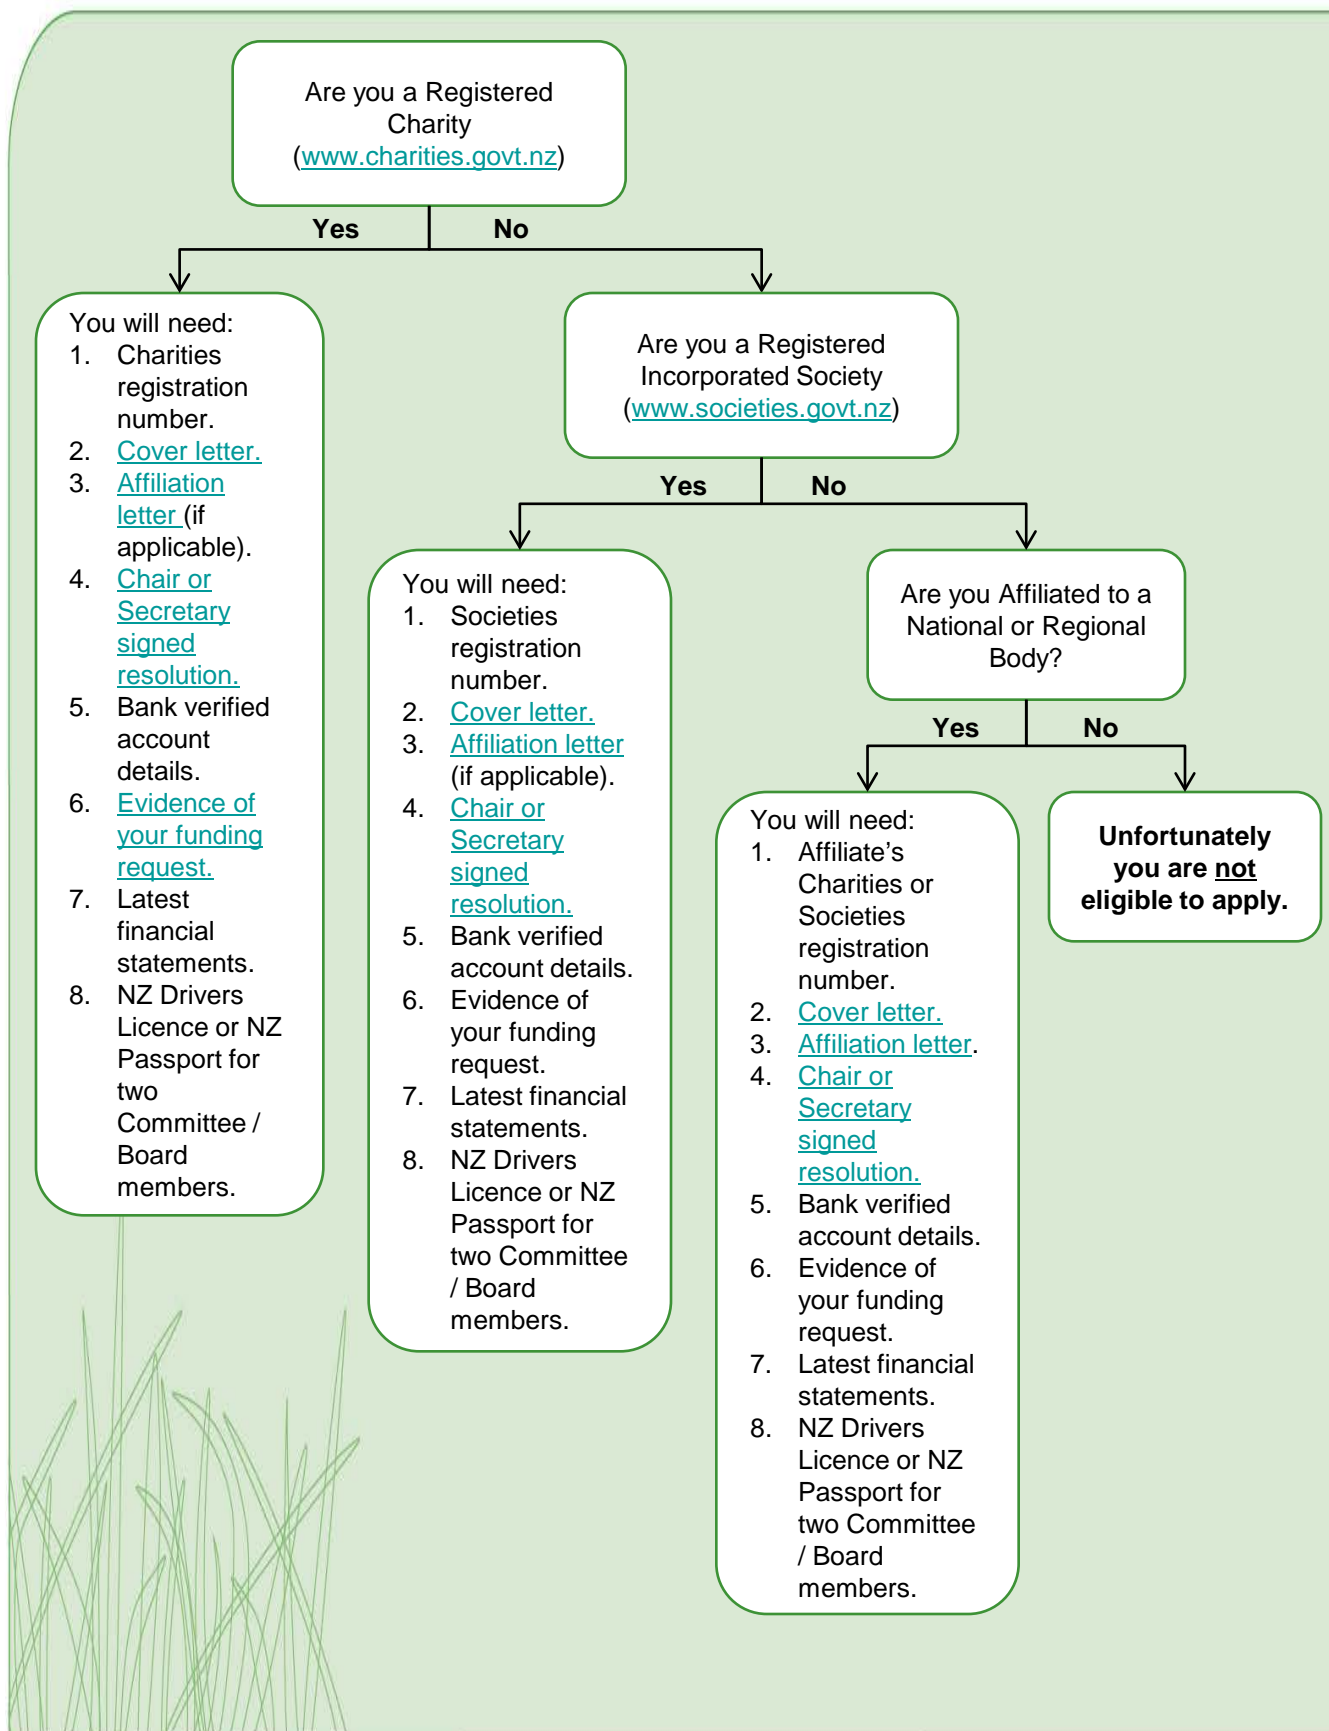 Are you a Registered
Charity
(www.charities.govt.nz)
Yes
No
You will need:
1. Charities
registration
number.
2. Cover letter.
3. Affiliation
letter (if
applicable).
4. Chair or
Secretary
signed
resolution.
5. Bank verified
account
details.
6. Evidence of
your funding
request.
7. Latest
financial
statements.
8. NZ Drivers
Licence or NZ
Passport for
two
Committee /
Board
members.
Are you a Registered
Incorporated Society
(www.societies.govt.nz)
Yes
No
You will need:
1. Societies
registration
number.
2. Cover letter.
3. Affiliation letter
(if applicable).
4. Chair or
Secretary
signed
resolution.
5. Bank verified
account details.
6. Evidence of
your funding
request.
7. Latest financial
statements.
8. NZ Drivers
Licence or NZ
Passport for
two Committee
/ Board
members.
Are you Affiliated to a
National or Regional
Body?
Yes
No
You will need:
1. Affiliate’s
Charities or
Societies
registration
number.
2. Cover letter.
3. Affiliation letter.
4. Chair or
Secretary
signed
resolution.
5. Bank verified
account details.
6. Evidence of
your funding
request.
7. Latest financial
statements.
8. NZ Drivers
Licence or NZ
Passport for
two Committee
/ Board
members.
Unfortunately
you are not
eligible to apply.